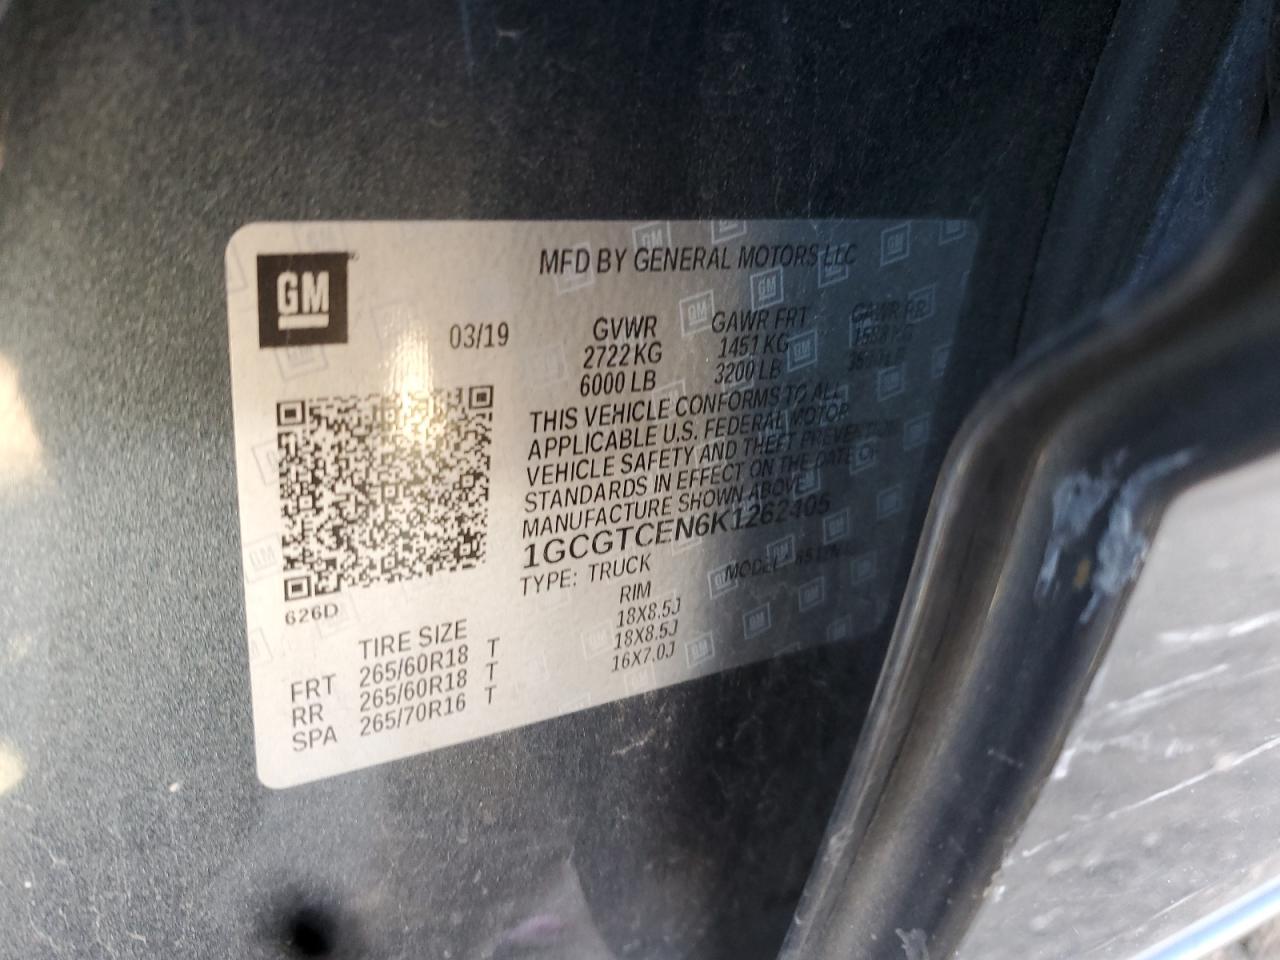 GM
MFD BY GENERAL MOTORS LLC
03/19
GVWR GAWR FRT GAWR RR
2722KG 1451KG
6000 LB 3200 LB
THIS VEHICLE CONFORMS TO ALL
APPLICABLE U.S. FEDERAL MOTOR
VEHICLE SAFETY AND THEFT PREVENTION
STANDARDS IN EFFECT ON THE DATE OF
MANUFACTURE SHOWN ABOVE
1GCGTCEN6K1262405
TYPE: TRUCK MODEL:
626D
TIRE SIZE RIM
FRT 265/60R18 T 18X8.5J
RR 265/60R18 T 18X8.5J
SPA 265/70R16 T 16X7.0J